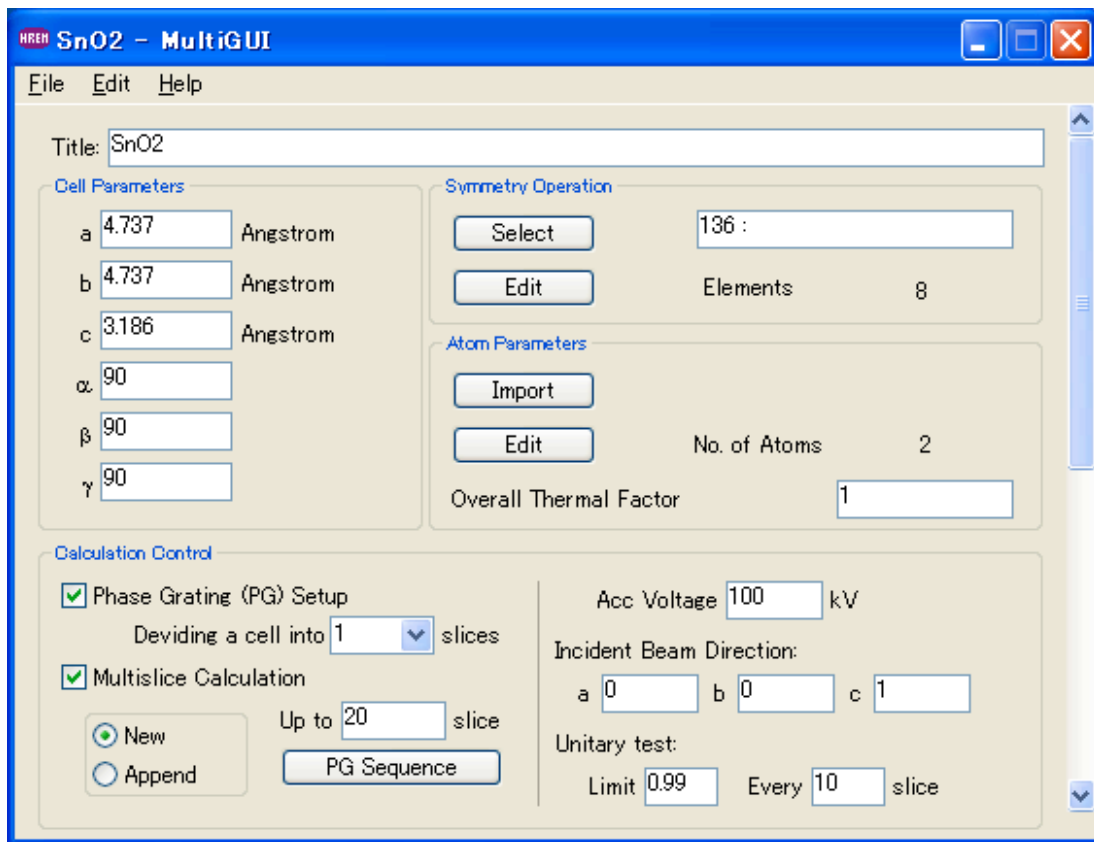 HREM SnO2 - MultiGUI
File Edit Help
Title: SnO2
Cell Parameters
a 4.737 Angstrom
b 4.737 Angstrom
c 3.186 Angstrom
α 90
β 90
γ 90
Symmetry Operation
Select 136 :
Edit Elements 8
Atom Parameters
Import
Edit No. of Atoms 2
Overall Thermal Factor 1
Calculation Control
Phase Grating (PG) Setup
Deviding a cell into 1 slices
Multislice Calculation
New
Append
Up to 20 slice
PG Sequence
Acc Voltage 100 kV
Incident Beam Direction:
a 0 b 0 c 1
Unitary test:
Limit 0.99 Every 10 slice